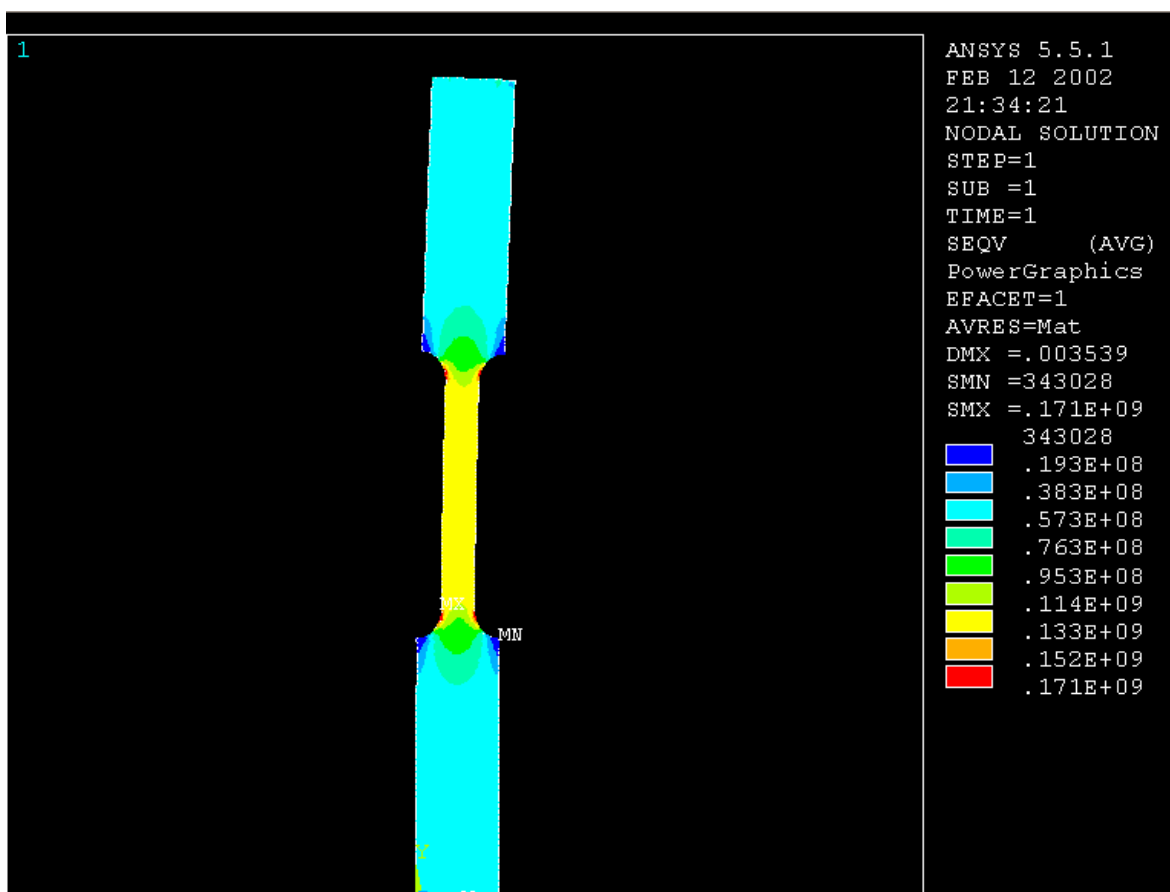 1
ANSYS 5.5.1
FEB 12 2002
21:34:21
NODAL SOLUTION
STEP=1
SUB =1
TIME=1
SEQV (AVG)
PowerGraphics
EFACET=1
AVRES=Mat
DMX =.003539
SMN =343028
SMX =.171E+09
343028
.193E+08
.383E+08
.573E+08
.763E+08
.953E+08
.114E+09
.133E+09
.152E+09
.171E+09
MX
MN
Y